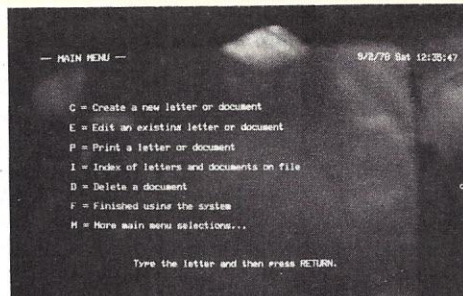 — MAIN MENU —
9/2/78 Sat 12:35:47
C = Create a new letter or document
E = Edit an existing letter or document
P = Print a letter or document
I = Index of letters and documents on file
D = Delete a document
F = Finished using the system
M = More main menu selections...
Type the letter and then press RETURN.